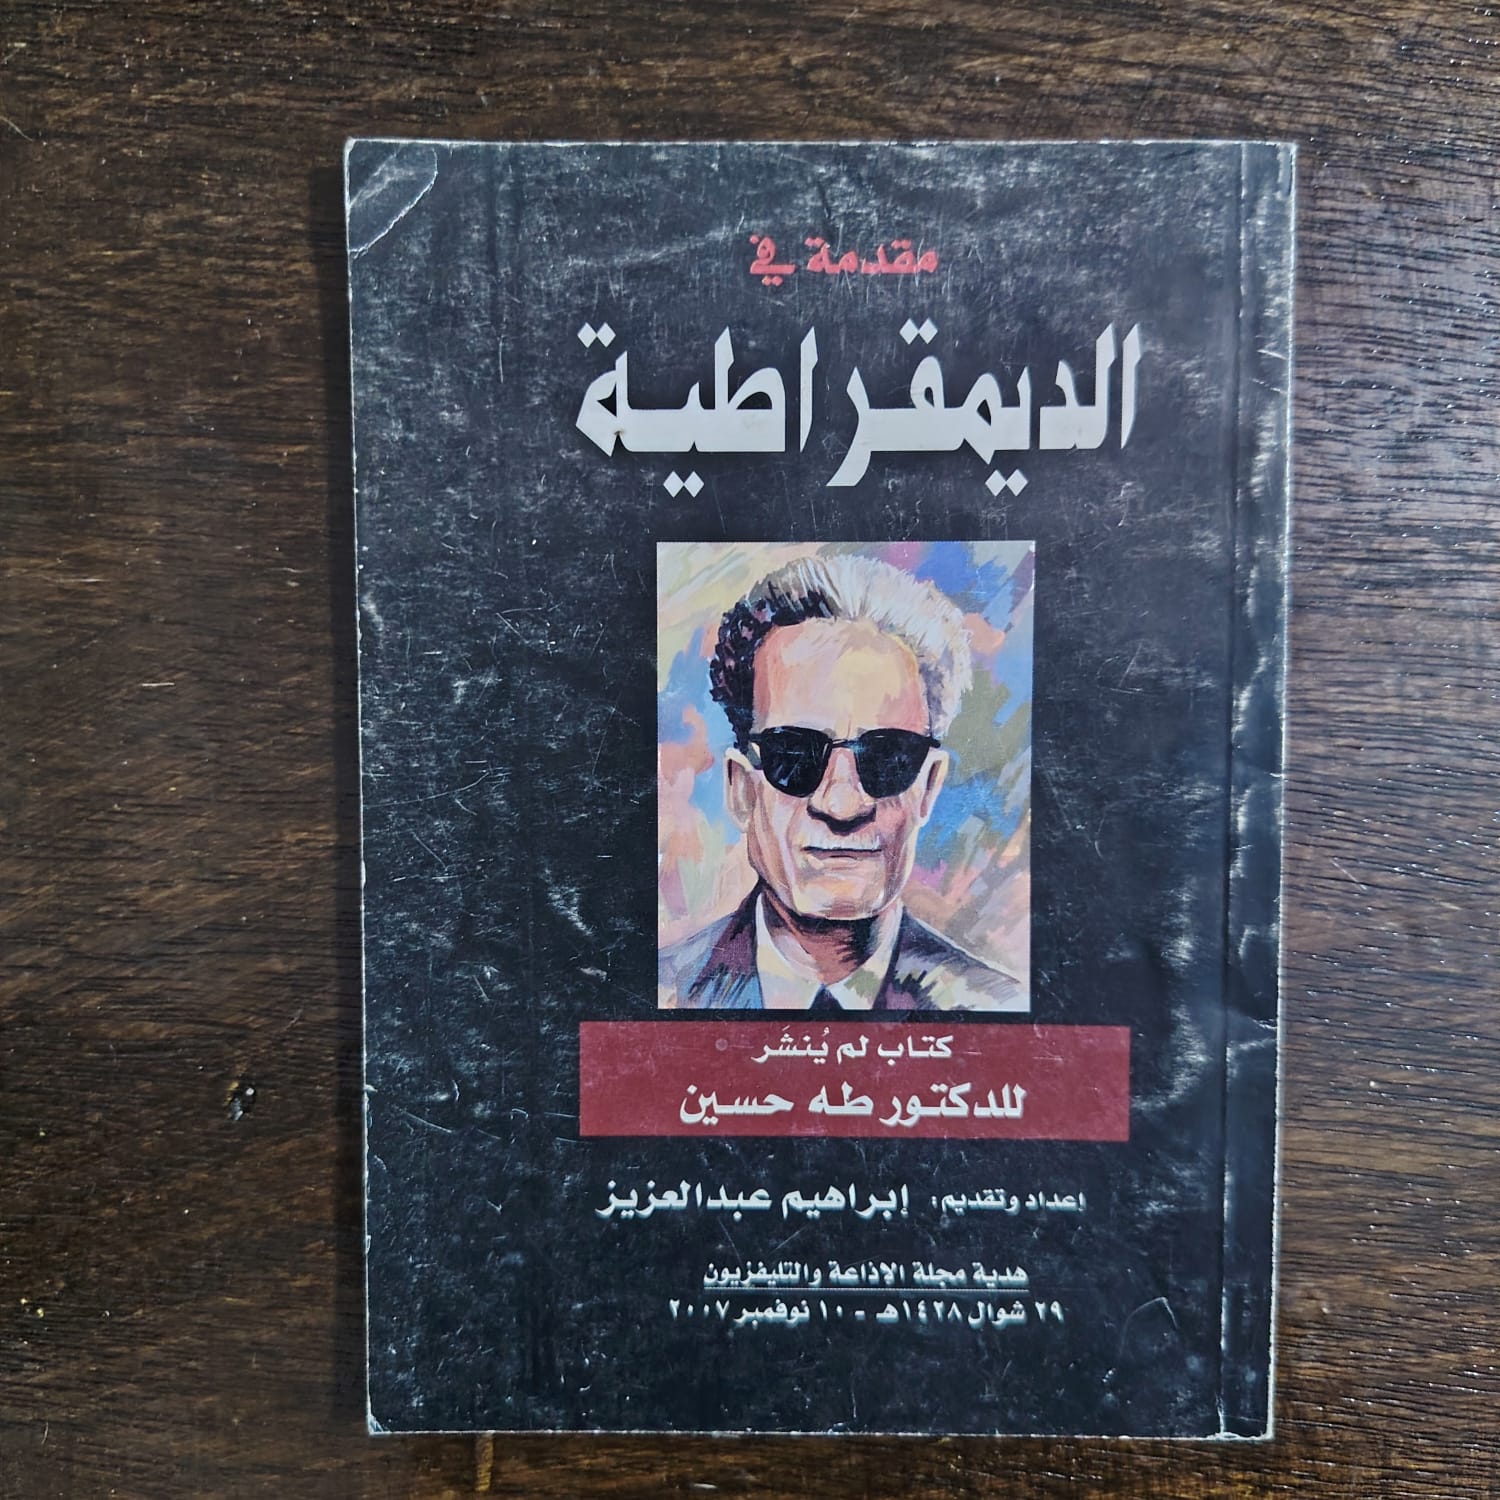 مقدمة في
الديمقراطية
كتاب لم يُنشَر
للدكتور طه حسين
إعداد وتقديم: إبراهيم عبدالعزيز
هدية مجلة الإذاعة والتليفزيون
٢٩ شوال ١٤٢٨هـ - ١٠ نوفمبر ٢٠٠٧